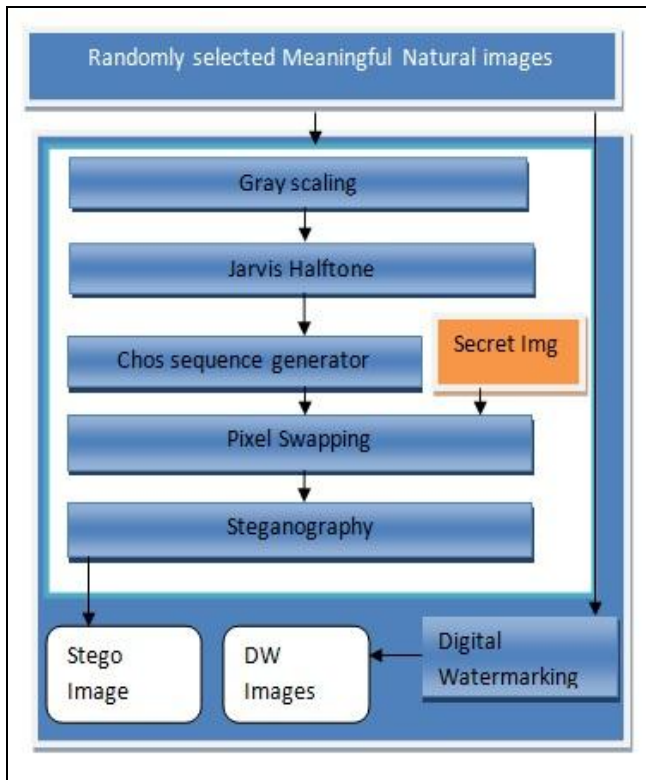 Randomly selected Meaningful Natural images
Gray scaling
Jarvis Halftone
Chos sequence generator
Secret Img
Pixel Swapping
Steganography
Stego
Image
DW
Images
Digital
Watermarking